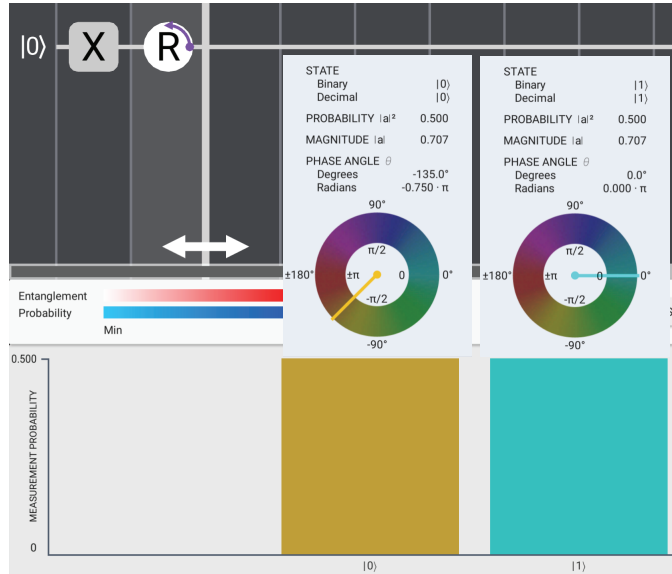 |0⟩ X R
STATE
Binary |0⟩
Decimal |0⟩
PROBABILITY |a|² 0.500
MAGNITUDE |a| 0.707
PHASE ANGLE θ
Degrees -135.0°
Radians -0.750 · π
90°
π/2
±180° ±π 0 0°
-π/2
-90°
STATE
Binary |1⟩
Decimal |1⟩
PROBABILITY |a|² 0.500
MAGNITUDE |a| 0.707
PHASE ANGLE θ
Degrees 0.0°
Radians 0.000 · π
90°
π/2
±180° ±π 0 0°
-π/2
-90°
Entanglement
Probability
Min
0.500
MEASUREMENT PROBABILITY
0
|0⟩ |1⟩